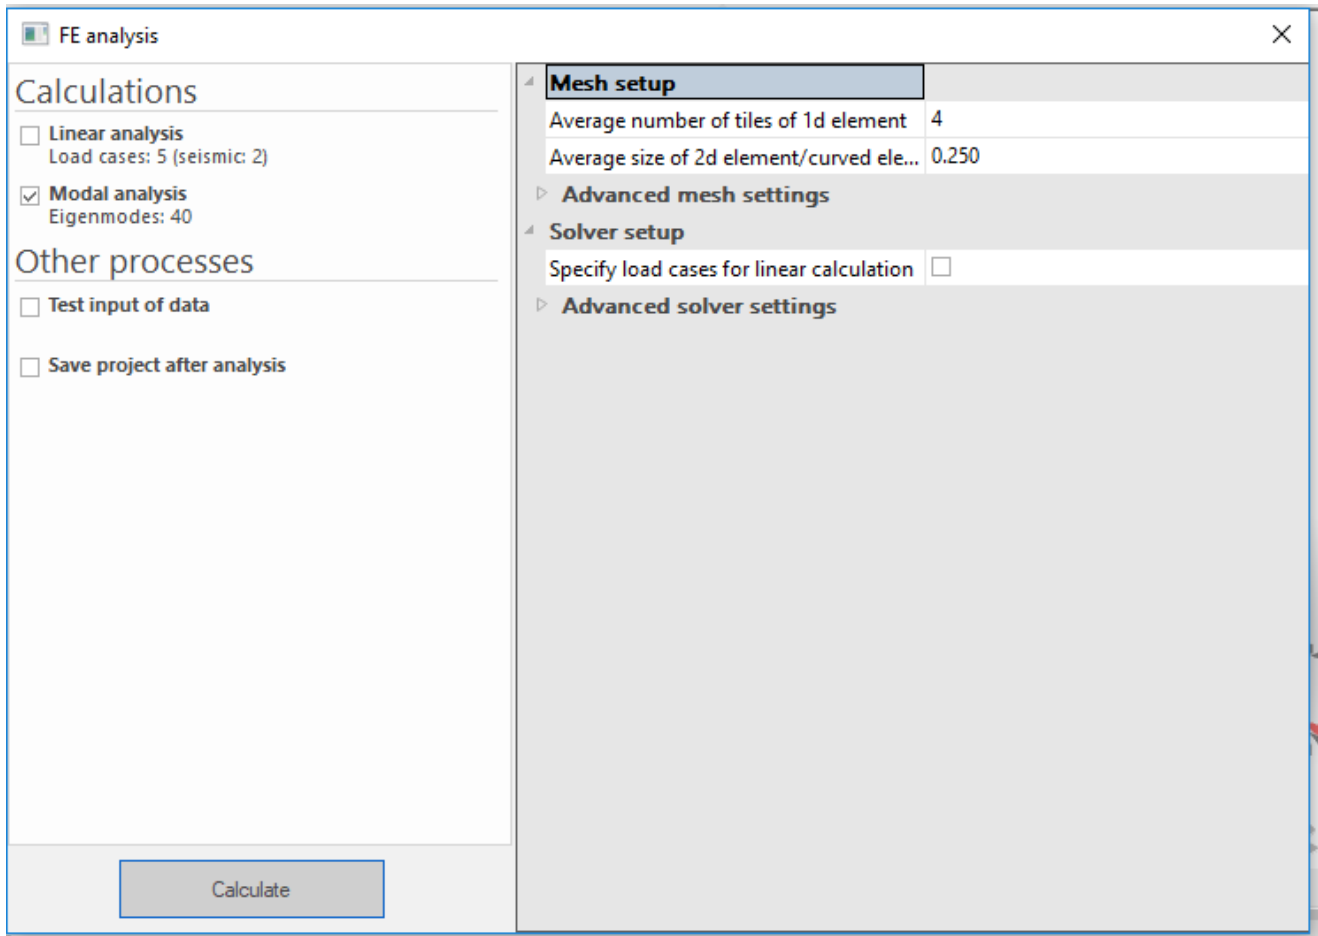 FE analysis
Calculations
Linear analysis
Load cases: 5 (seismic: 2)
Modal analysis
Eigenmodes: 40
Other processes
Test input of data
Save project after analysis
Calculate
Mesh setup
Average number of tiles of 1d element 4
Average size of 2d element/curved ele... 0.250
Advanced mesh settings
Solver setup
Specify load cases for linear calculation
Advanced solver settings